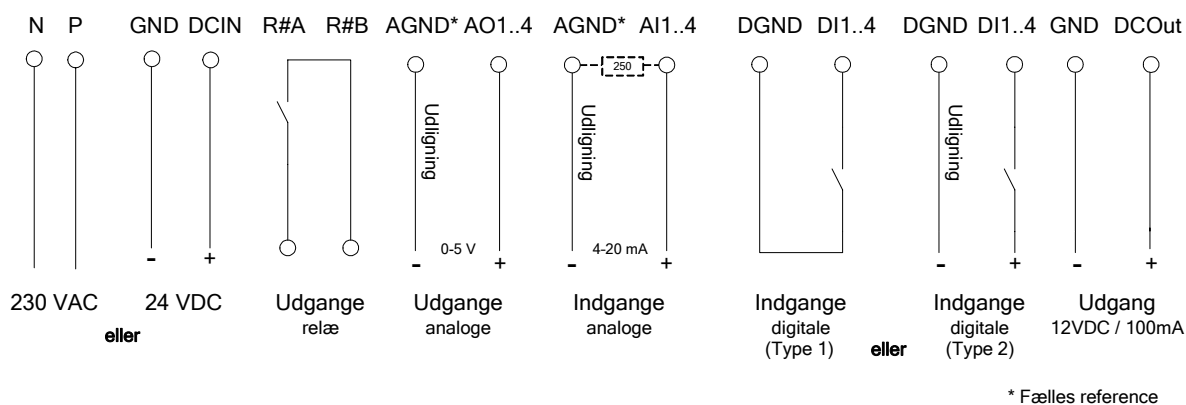 N P GND DCIN R#A R#B AGND* AO1..4 AGND* AI1..4 DGND DI1..4 DGND DI1..4 GND DCOut
250
Udligning Udligning Udligning
0-5 V 4-20 mA
- + - + - + - + - +
230 VAC 24 VDC Udgange Udgange Indgange Indgange Indgange Udgang
relæ analoge analoge digitale digitale 12VDC / 100mA
eller (Type 1) eller (Type 2)
* Fælles reference